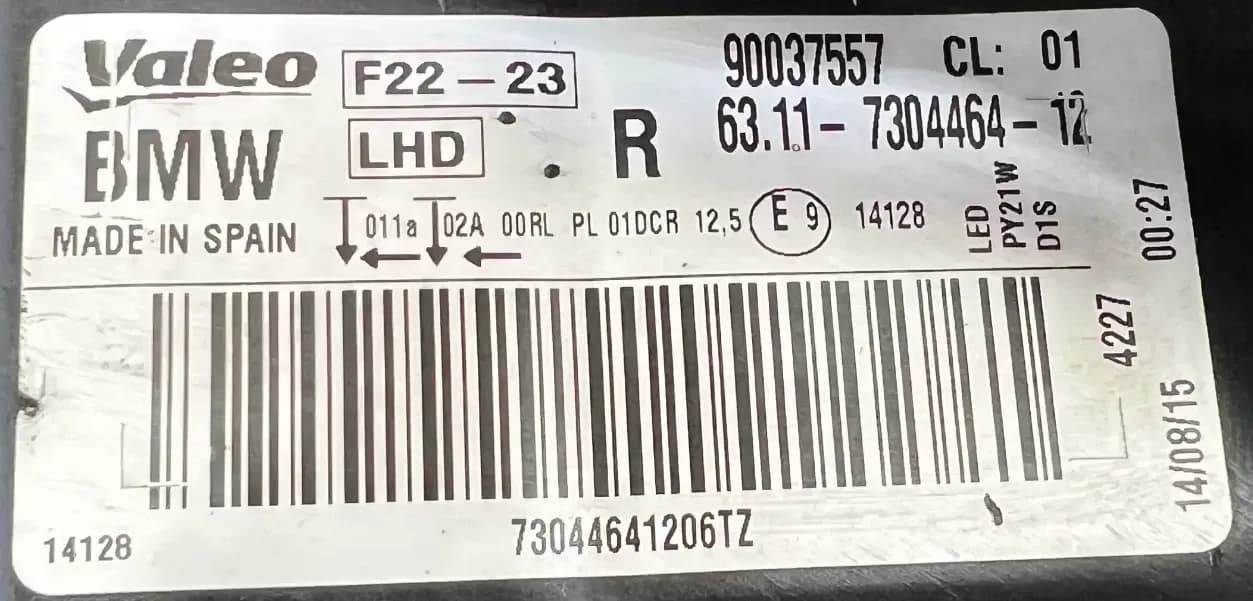 Valeo F22-23 90037557 CL: 01
BMW LHD R 63.11-7304464-12
MADE IN SPAIN 011a 02A 00RL PL 01DCR 12,5 E 9 14128
LED
PY21W
D1S
00:27
4227
14/08/15
73044641206TZ
14128